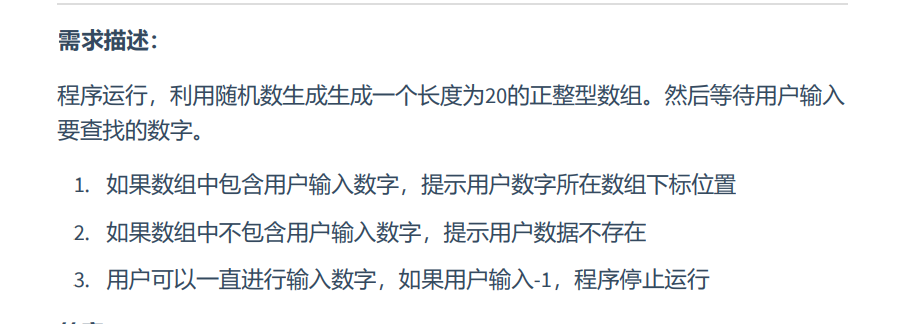 需求描述：
程序运行，利用随机数生成生成一个长度为20的正整型数组。然后等待用户输入
要查找的数字。
1. 如果数组中包含用户输入数字，提示用户数字所在数组下标位置
2. 如果数组中不包含用户输入数字，提示用户数据不存在
3. 用户可以一直进行输入数字，如果用户输入-1，程序停止运行